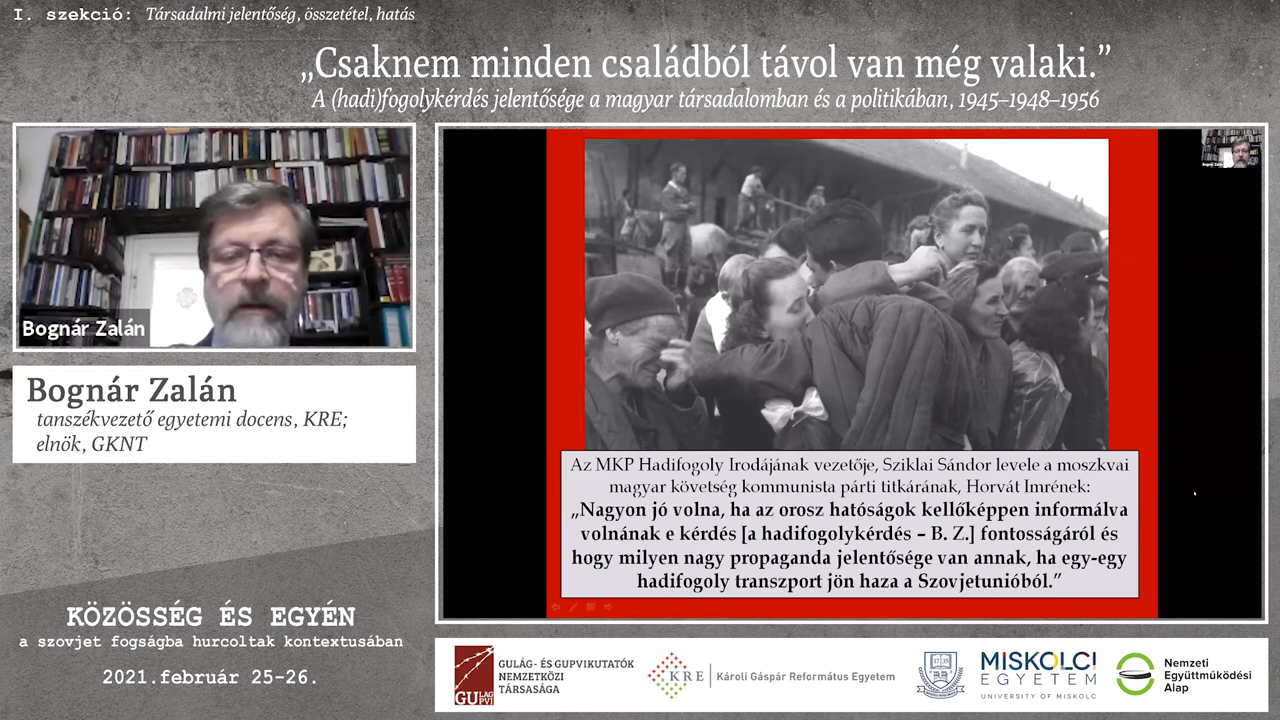 I. szekció: Társadalmi jelentőség, összetétel, hatás
„Csaknem minden családból távol van még valaki.”
A (hadi)fogolykérdés jelentősége a magyar társadalomban és a politikában, 1945–1948–1956
Bognár Zalán
Bognár Zalán
tanszékvezető egyetemi docens, KRE;
elnök, GKNT
Az MKP Hadifogoly Irodájának vezetője, Sziklai Sándor levele a moszkvai
magyar követség kommunista párti titkárának, Horvát Imrének:
„Nagyon jó volna, ha az orosz hatóságok kellőképpen informálva
volnának e kérdés [a hadifogolykérdés – B. Z.] fontosságáról és
hogy milyen nagy propaganda jelentősége van annak, ha egy-egy
hadifogoly transzport jön haza a Szovjetunióból.”
KÖZÖSSÉG ÉS EGYÉN
a szovjet fogságba hurcoltak kontextusában
2021.február 25-26.
GULÁG
PVI
GULÁG- ÉS GUPVIKUTATÓK
NEMZETKÖZI
TÁRSASÁGA
KRE
Károli Gáspár Református Egyetem
17 35
MISKOLCI
EGYETEM
UNIVERSITY OF MISKOLC
Nemzeti
Együttműködési
Alap